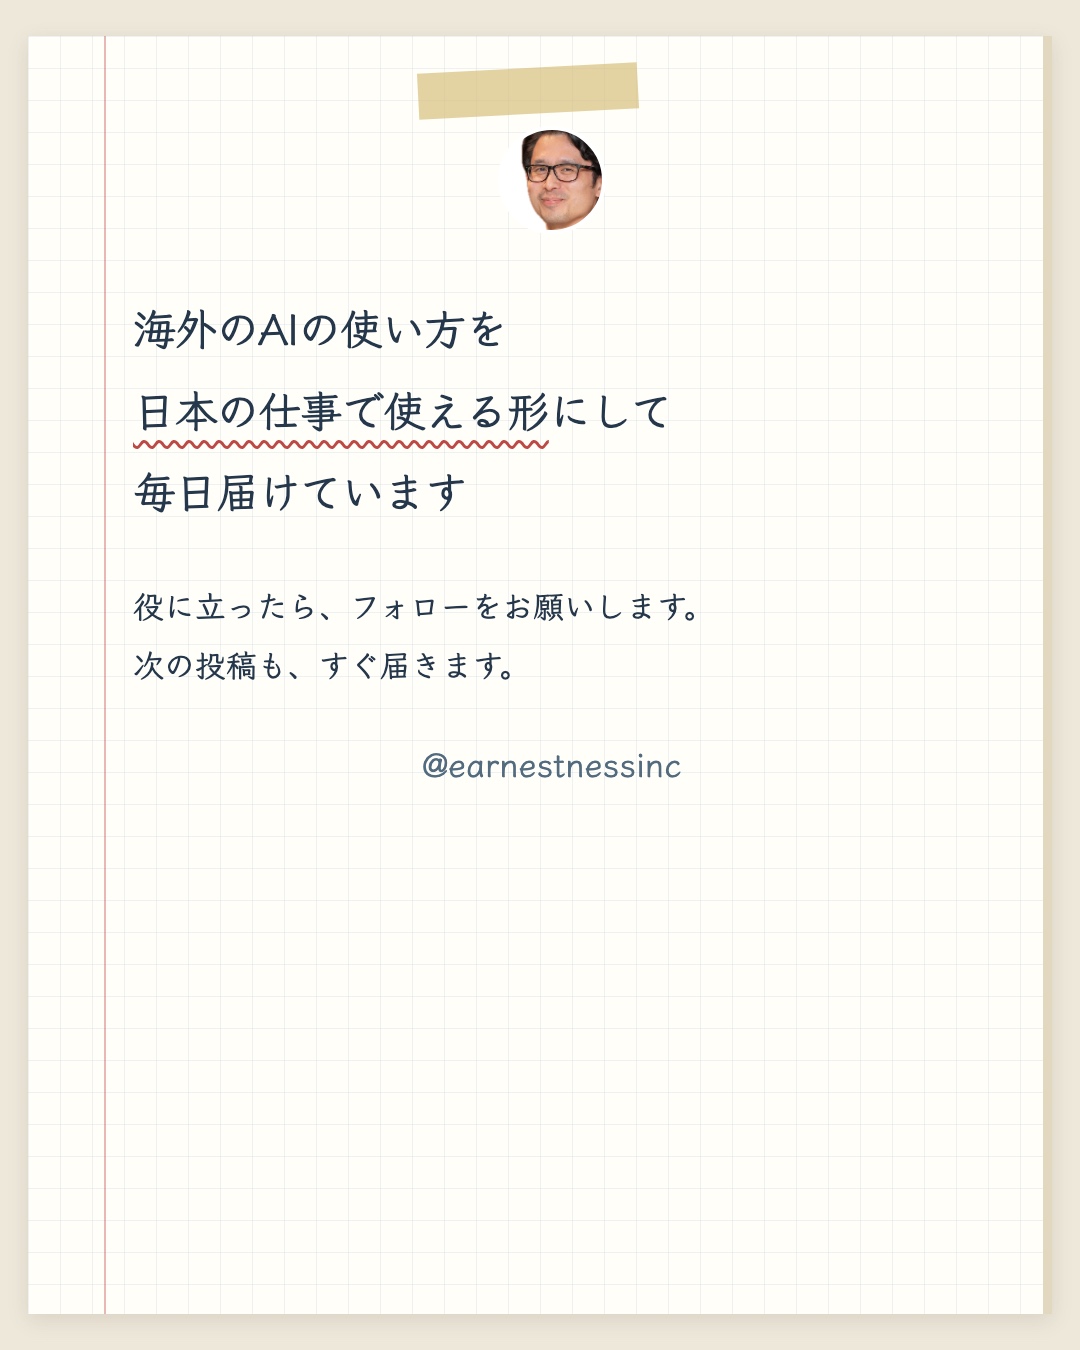 海外のAIの使い方を
日本の仕事で使える形にして
毎日届けています
役に立ったら、フォローをお願いします。
次の投稿も、すぐ届きます。
@earnestnessinc